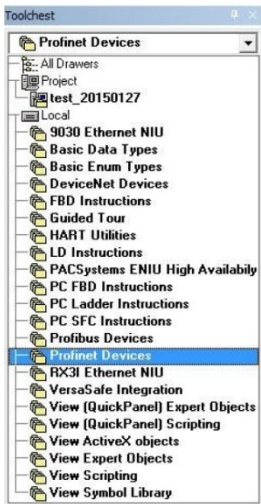 Toolchest
Profinet Devices
All Drawers
Project
test_20150127
Local
9030 Ethernet NIU
Basic Data Types
Basic Enum Types
DeviceNet Devices
FBD Instructions
Guided Tour
HART Utilities
LD Instructions
PACSystems ENIU High Availabily
PC FBD Instructions
PC Ladder Instructions
PC SFC Instructions
Profibus Devices
Profinet Devices
RX3I Ethernet NIU
VersaSafe Integration
View (QuickPanel) Expert Objects
View (QuickPanel) Scripting
View ActiveX objects
View Expert Objects
View Scripting
View Symbol Library